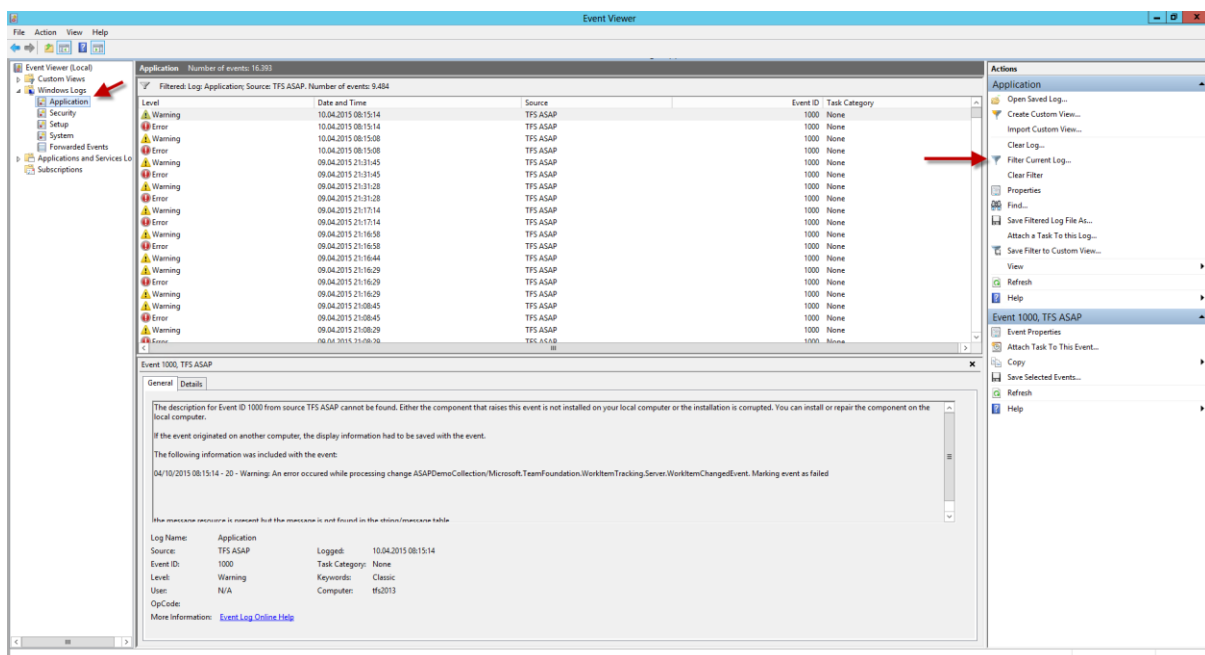 Event Viewer
File Action View Help
Event Viewer (Local)
Custom Views
Windows Logs
Application
Security
Setup
System
Forwarded Events
Applications and Services Lo
Subscriptions
Application Number of events: 16.393
Filtered: Log: Application; Source: TFS ASAP. Number of events: 9.484
Level Date and Time Source Event ID Task Category
Warning 10.04.2015 08:15:14 TFS ASAP 1000 None
Error 10.04.2015 08:15:14 TFS ASAP 1000 None
Warning 10.04.2015 08:15:08 TFS ASAP 1000 None
Error 10.04.2015 08:15:08 TFS ASAP 1000 None
Warning 09.04.2015 21:31:45 TFS ASAP 1000 None
Error 09.04.2015 21:31:45 TFS ASAP 1000 None
Warning 09.04.2015 21:31:28 TFS ASAP 1000 None
Error 09.04.2015 21:31:28 TFS ASAP 1000 None
Warning 09.04.2015 21:17:14 TFS ASAP 1000 None
Error 09.04.2015 21:17:14 TFS ASAP 1000 None
Warning 09.04.2015 21:16:58 TFS ASAP 1000 None
Error 09.04.2015 21:16:58 TFS ASAP 1000 None
Warning 09.04.2015 21:16:44 TFS ASAP 1000 None
Warning 09.04.2015 21:16:29 TFS ASAP 1000 None
Error 09.04.2015 21:16:29 TFS ASAP 1000 None
Warning 09.04.2015 21:16:29 TFS ASAP 1000 None
Warning 09.04.2015 21:08:45 TFS ASAP 1000 None
Error 09.04.2015 21:08:45 TFS ASAP 1000 None
Warning 09.04.2015 21:08:29 TFS ASAP 1000 None
Error 09.04.2015 21:08:29 TFS ASAP 1000 None
Event 1000, TFS ASAP
General Details
The description for Event ID 1000 from source TFS ASAP cannot be found. Either the component that raises this event is not installed on your local computer or the installation is corrupted. You can install or repair the component on the
local computer.
If the event originated on another computer, the display information had to be saved with the event.
The following information was included with the event:
04/10/2015 08:15:14 - 20 - Warning: An error occured while processing change ASAPDemoCollection/Microsoft.TeamFoundation.WorkItemTracking.Server.WorkItemChangedEvent. Marking event as failed
the message resource is present but the message is not found in the string/message table
Log Name: Application
Source: TFS ASAP Logged: 10.04.2015 08:15:14
Event ID: 1000 Task Category: None
Level: Warning Keywords: Classic
User: N/A Computer: tfs2013
OpCode:
More Information: Event Log Online Help
Actions
Application
Open Saved Log...
Create Custom View...
Import Custom View...
Clear Log...
Filter Current Log...
Clear Filter
Properties
Find...
Save Filtered Log File As...
Attach a Task To this Log...
Save Filter to Custom View...
View
Refresh
Help
Event 1000, TFS ASAP
Event Properties
Attach Task To This Event...
Copy
Save Selected Events...
Refresh
Help